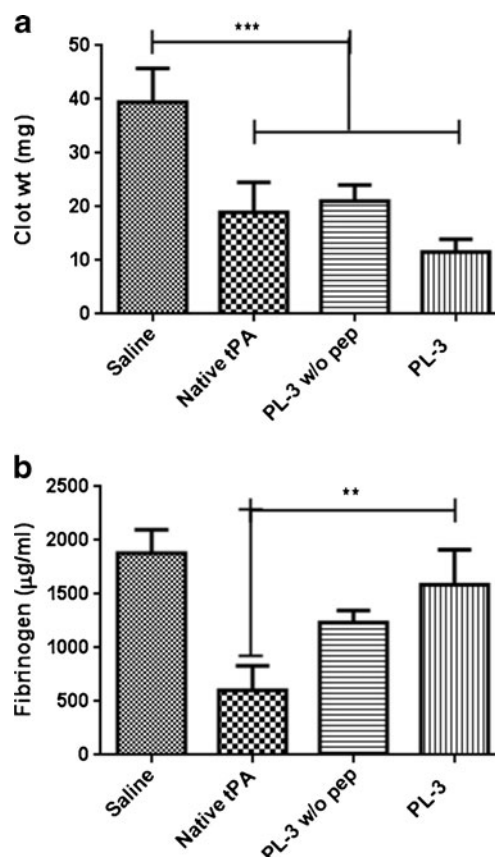 a
***
50
40
30
20
10
0
Clot wt (mg)
Saline
Native tPA
PL-3 w/o pep
PL-3
b
**
2500
2000
1500
1000
500
0
Fibrinogen (µg/ml)
Saline
Native tPA
PL-3 w/o pep
PL-3